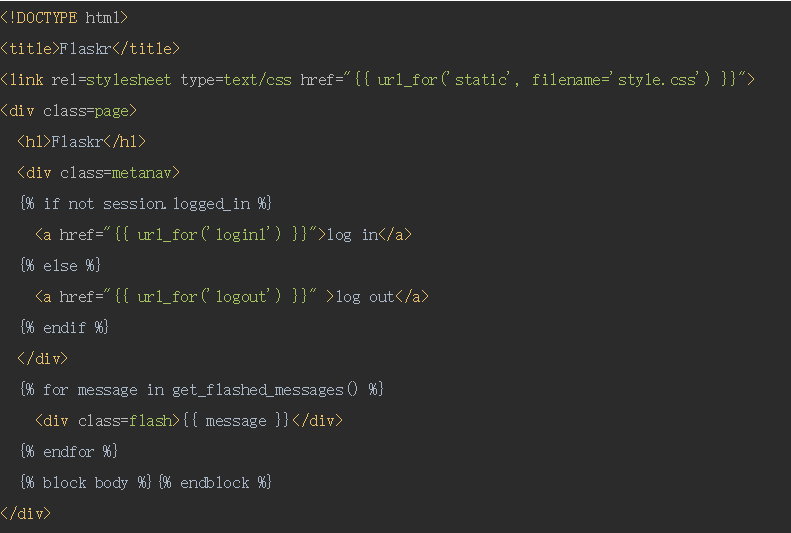 <!DOCTYPE html>
<title>Flaskr</title>
<link rel=stylesheet type=text/css href="{{ url_for('static', filename='style.css') }}">
<div class=page>
  <h1>Flaskr</h1>
  <div class=metanav>
  {% if not session.logged_in %}
    <a href="{{ url_for('login1') }}">log in</a>
  {% else %}
    <a href="{{ url_for('logout') }}" >log out</a>
  {% endif %}
  </div>
  {% for message in get_flashed_messages() %}
    <div class=flash>{{ message }}</div>
  {% endfor %}
  {% block body %}{% endblock %}
</div>